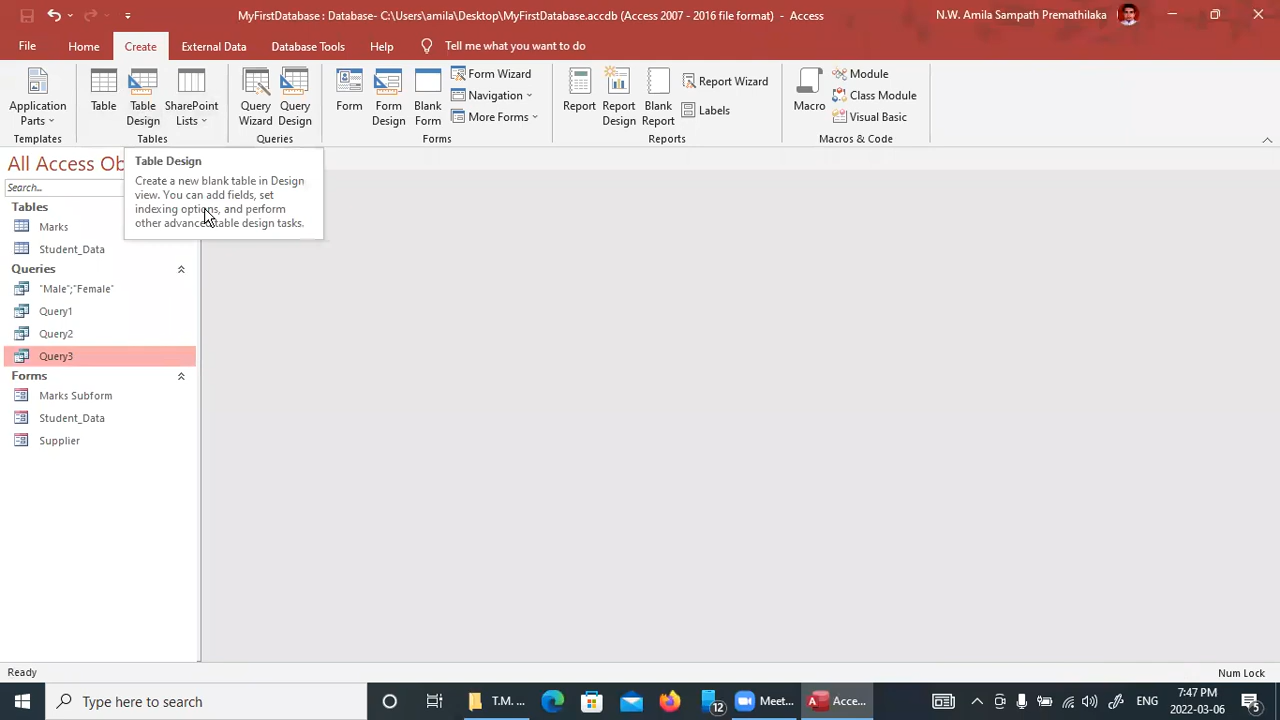 MyFirstDatabase : Database- C:\Users\amila\Desktop\MyFirstDatabase.accdb (Access 2007 - 2016 file format) - Access
N.W. Amila Sampath Premathilaka
File Home Create External Data Database Tools Help Tell me what you want to do
Application Parts
Table
Table Design
SharePoint Lists
Query Wizard
Query Design
Form
Form Design
Blank Form
Form Wizard
Navigation
More Forms
Report
Report Design
Blank Report
Report Wizard
Labels
Macro
Module
Class Module
Visual Basic
Templates Tables Queries Forms Reports Macros & Code
All Access Ob
Search...
Table Design
Create a new blank table in Design
view. You can add fields, set
indexing options, and perform
other advanced table design tasks.
Tables
Marks
Student_Data
Queries
"Male";"Female"
Query1
Query2
Query3
Forms
Marks Subform
Student_Data
Supplier
Ready
Num Lock
Type here to search
T.M. ...
12
Meet...
Acce...
ENG
7:47 PM
2022-03-06
5